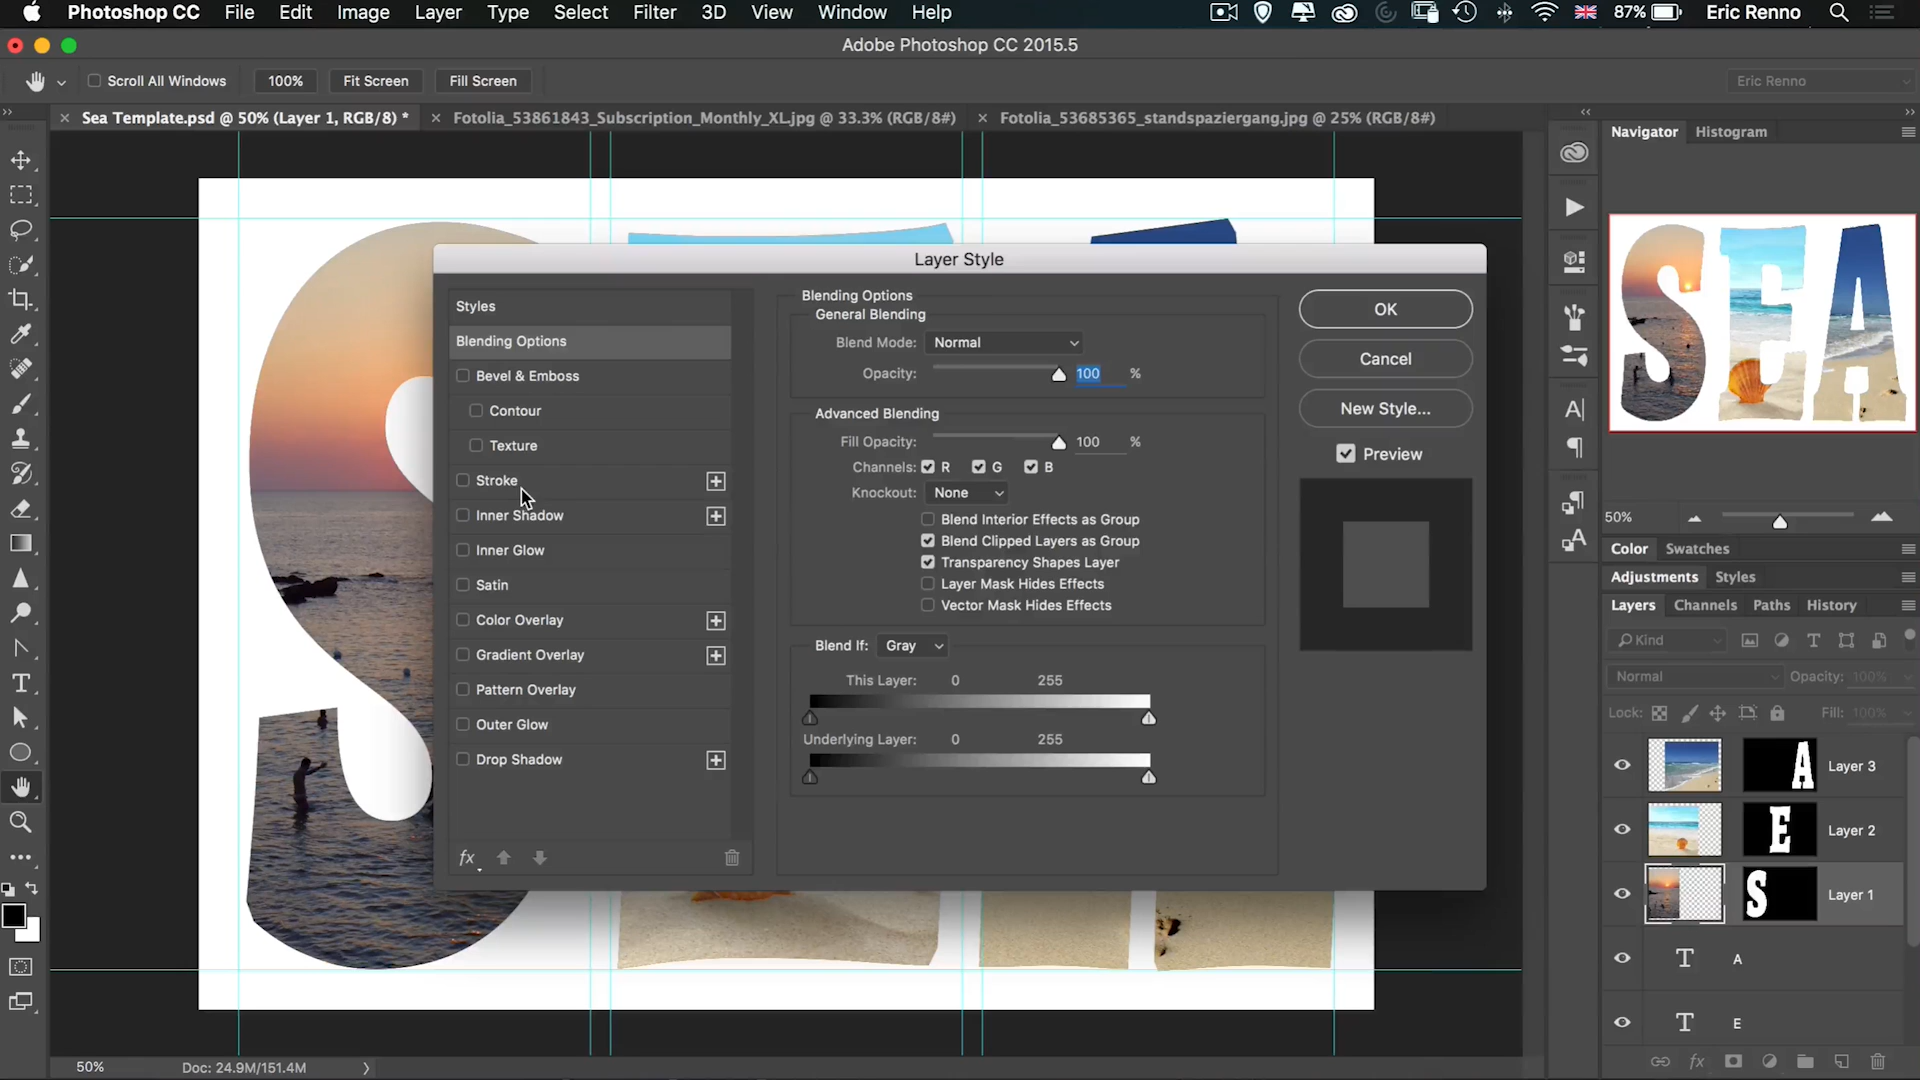 Photoshop CC File Edit Image Layer Type Select Filter 3D View Window Help 87% Eric Renno
Adobe Photoshop CC 2015.5
Scroll All Windows 100% Fit Screen Fill Screen Eric Renno
Sea Template.psd @ 50% (Layer 1, RGB/8) * Fotolia_53861843_Subscription_Monthly_XL.jpg @ 33.3% (RGB/8#) Fotolia_53685365_standspaziergang.jpg @ 25% (RGB/8#)
Navigator Histogram
SEA
50%
Color Swatches
Adjustments Styles
Layers Channels Paths History
Kind
Normal Opacity: 100%
Lock: Fill: 100%
A Layer 3
E Layer 2
S Layer 1
T A
T E
Layer Style
Styles
Blending Options
Bevel & Emboss
Contour
Texture
Stroke
Inner Shadow
Inner Glow
Satin
Color Overlay
Gradient Overlay
Pattern Overlay
Outer Glow
Drop Shadow
fx
Blending Options
General Blending
Blend Mode: Normal
Opacity: 100 %
Advanced Blending
Fill Opacity: 100 %
Channels: R G B
Knockout: None
Blend Interior Effects as Group
Blend Clipped Layers as Group
Transparency Shapes Layer
Layer Mask Hides Effects
Vector Mask Hides Effects
Blend If: Gray
This Layer: 0 255
Underlying Layer: 0 255
OK
Cancel
New Style...
Preview
50% Doc: 24.9M/151.4M
fx